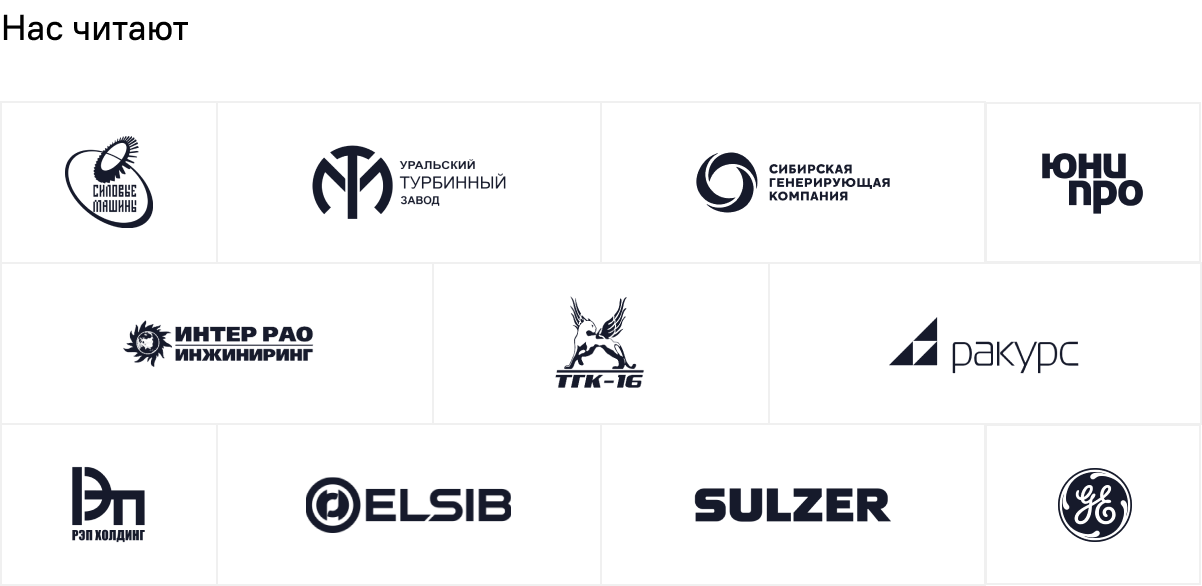 Нас читают
СИЛОВЫЕ
МАШИНЫ
УРАЛЬСКИЙ
ТУРБИННЫЙ
ЗАВОД
СИБИРСКАЯ
ГЕНЕРИРУЮЩАЯ
КОМПАНИЯ
ЮНИ
ПРО
ИНТЕР РАО
ИНЖИНИРИНГ
ТГК-16
ракурс
РЭП ХОЛДИНГ
ELSIB
SULZER
GE